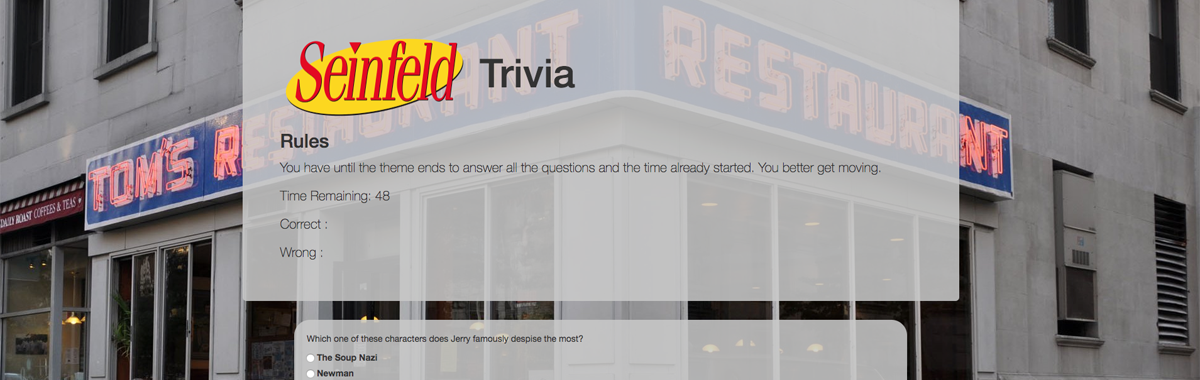 Seinfeld Trivia
RESTAURANT
RESTAURANT
TOM'S
DAILY ROAST COFFEES & TEAS
Rules
You have until the theme ends to answer all the questions and the time already started. You better get moving.
Time Remaining: 48
Correct :
Wrong :
Which one of these characters does Jerry famously despise the most?
The Soup Nazi
Newman